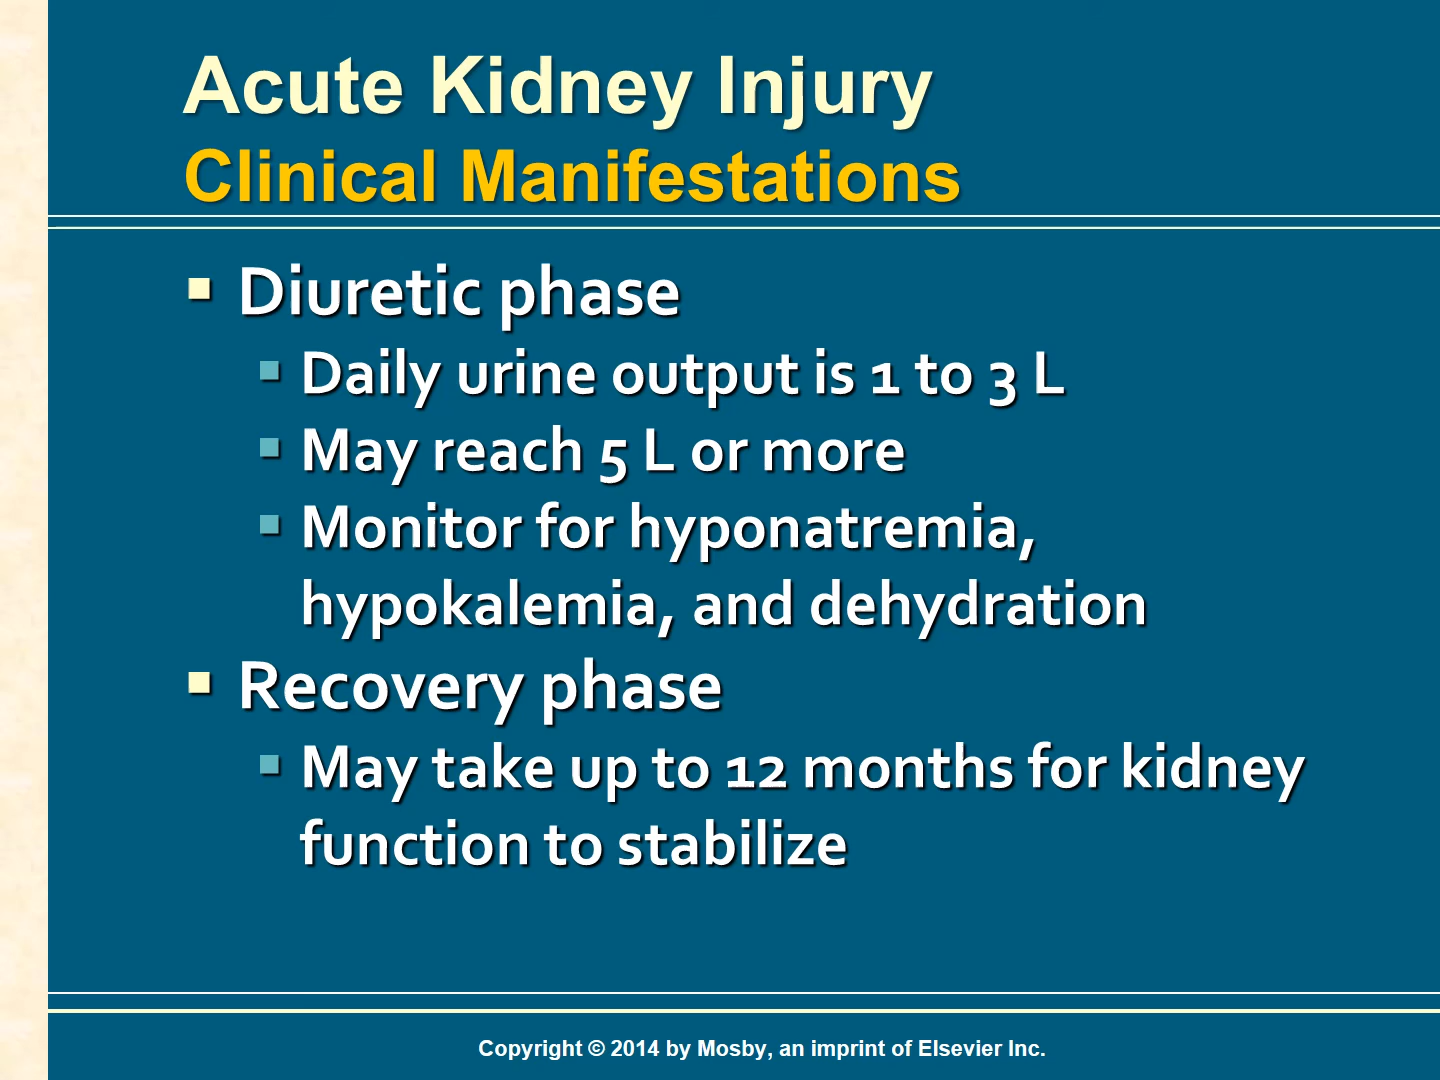 Acute Kidney Injury
Clinical Manifestations
Diuretic phase
Daily urine output is 1 to 3 L
May reach 5 L or more
Monitor for hyponatremia,
hypokalemia, and dehydration
Recovery phase
May take up to 12 months for kidney
function to stabilize
Copyright © 2014 by Mosby, an imprint of Elsevier Inc.